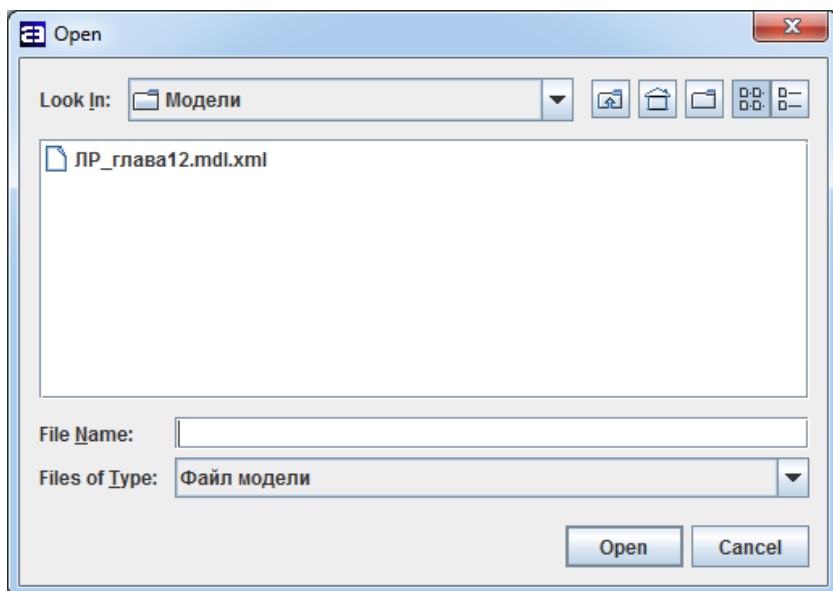 Open
Look In: Модели
ЛР_глава12.mdl.xml
File Name:
Files of Type: Файл модели
Open Cancel